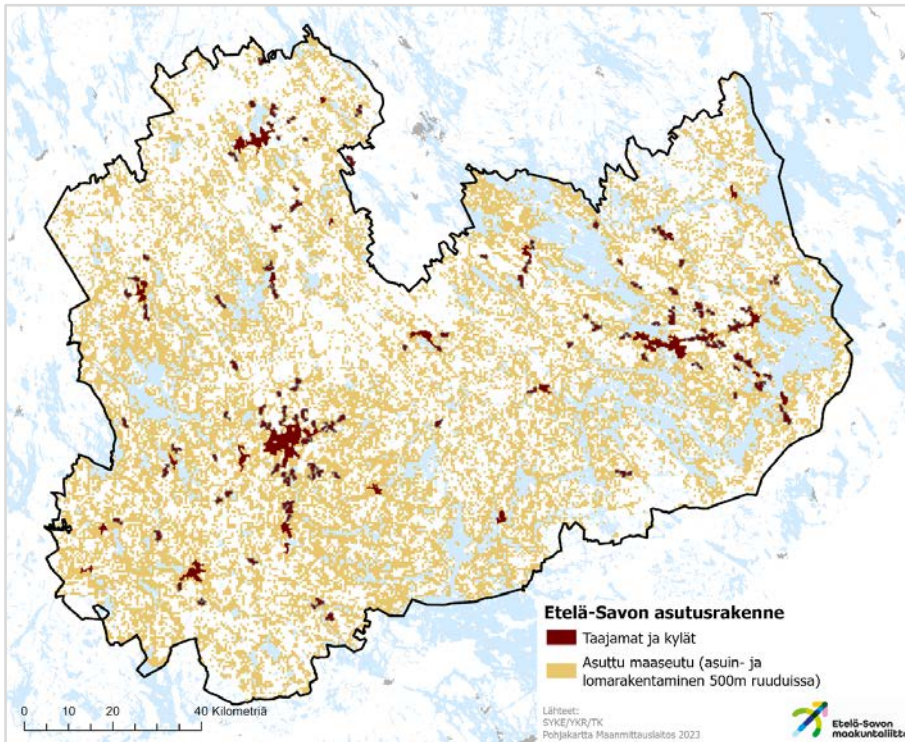 Etelä-Savon asutusrakenne
Taajamat ja kylät
Asuttu maaseutu (asuin- ja
lomarakentaminen 500m ruuduissa)
0 10 20 40 Kilometriä
Lähteet:
SYKE/YKR/TK
Pohjakartta Maanmittauslaitos 2023
Etelä-Savon
maakuntaliitto